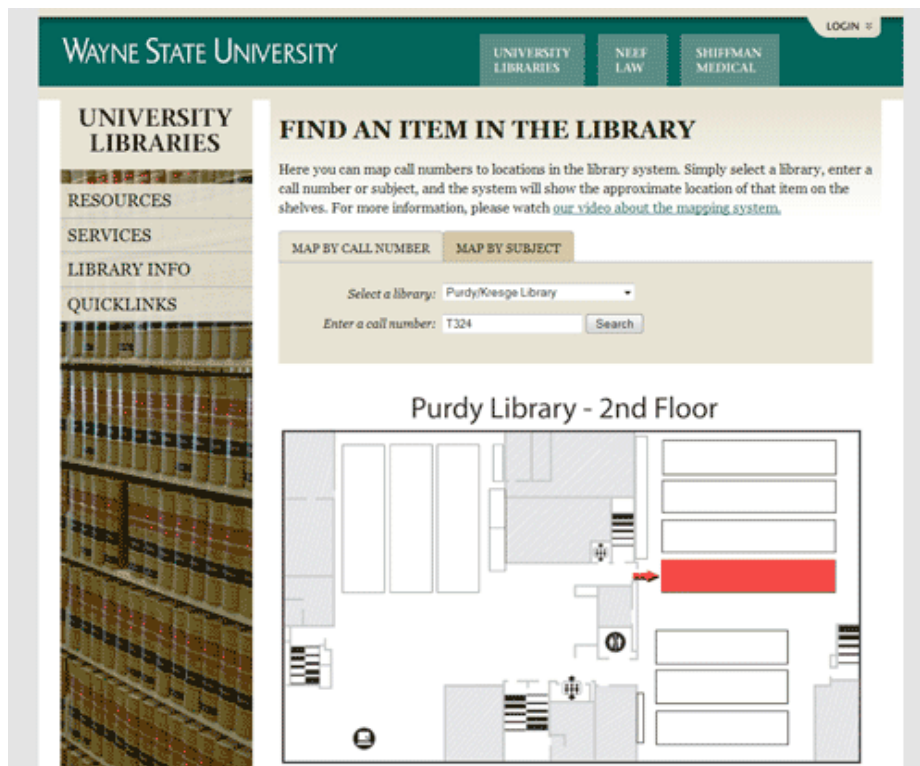 LOGIN
WAYNE STATE UNIVERSITY
UNIVERSITY
LIBRARIES
NEEF
LAW
SHIFFMAN
MEDICAL
UNIVERSITY
LIBRARIES
RESOURCES
SERVICES
LIBRARY INFO
QUICKLINKS
FIND AN ITEM IN THE LIBRARY
Here you can map call numbers to locations in the library system. Simply select a library, enter a
call number or subject, and the system will show the approximate location of that item on the
shelves. For more information, please watch our video about the mapping system.
MAP BY CALL NUMBER MAP BY SUBJECT
Select a library: Purdy/Kresge Library
Enter a call number: T324 Search
Purdy Library - 2nd Floor